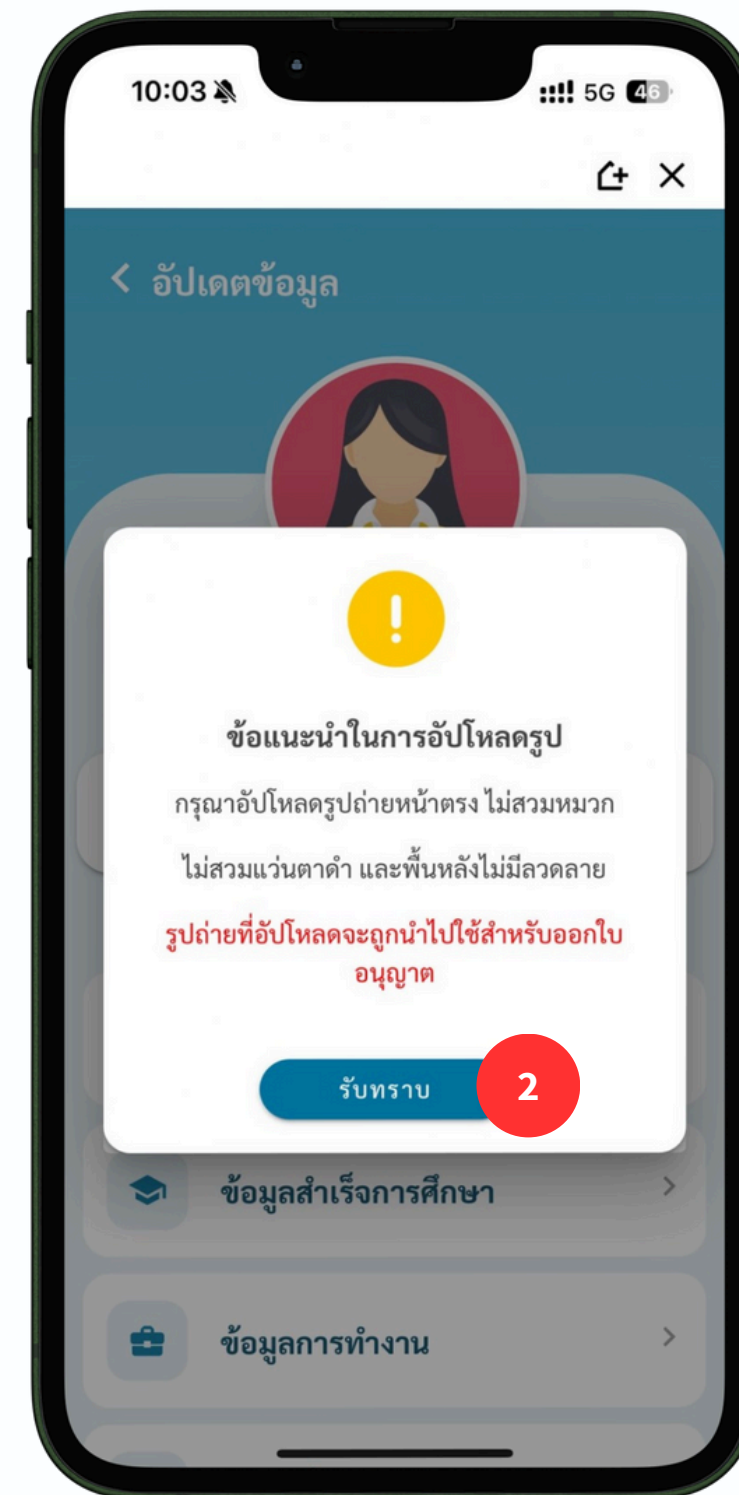 10:03
5G 46
อัปเดตข้อมูล
!
ข้อแนะนำในการอัปโหลดรูป
กรุณาอัปโหลดรูปถ่ายหน้าตรง ไม่สวมหมวก
ไม่สวมแว่นตาดำ และพื้นหลังไม่มีลวดลาย
รูปถ่ายที่อัปโหลดจะถูกนำไปใช้สำหรับออกใบ
อนุญาต
รับทราบ 2
ข้อมูลสำเร็จการศึกษา
ข้อมูลการทำงาน